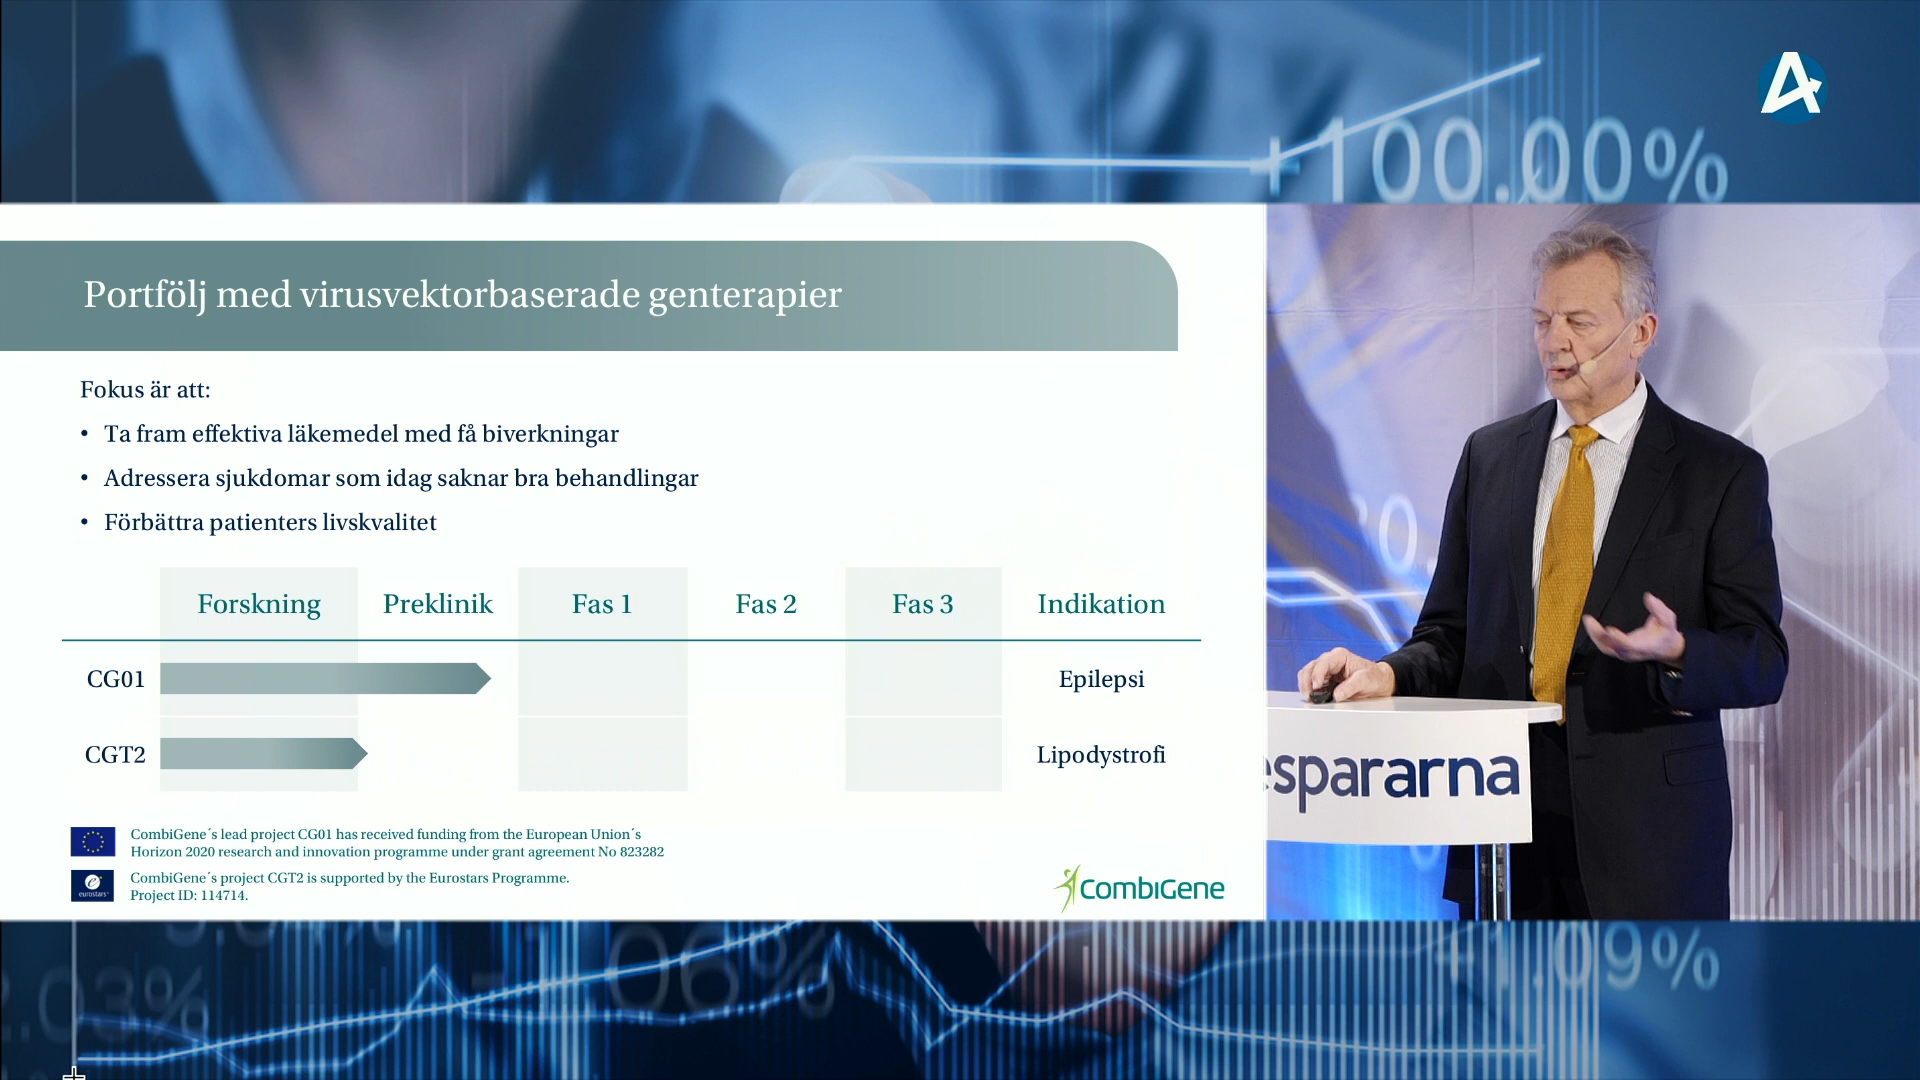 +100.00%
Portfölj med virusvektorbaserade genterapier
Fokus är att:
• Ta fram effektiva läkemedel med få biverkningar
• Adressera sjukdomar som idag saknar bra behandlingar
• Förbättra patienters livskvalitet
Forskning Preklinik Fas 1 Fas 2 Fas 3 Indikation
CG01 Epilepsi
CGT2 Lipodystrofi
CombiGene´s lead project CG01 has received funding from the European Union´s
Horizon 2020 research and innovation programme under grant agreement No 823282
eurostars
CombiGene´s project CGT2 is supported by the Eurostars Programme.
Project ID: 114714.
CombiGene
espararna